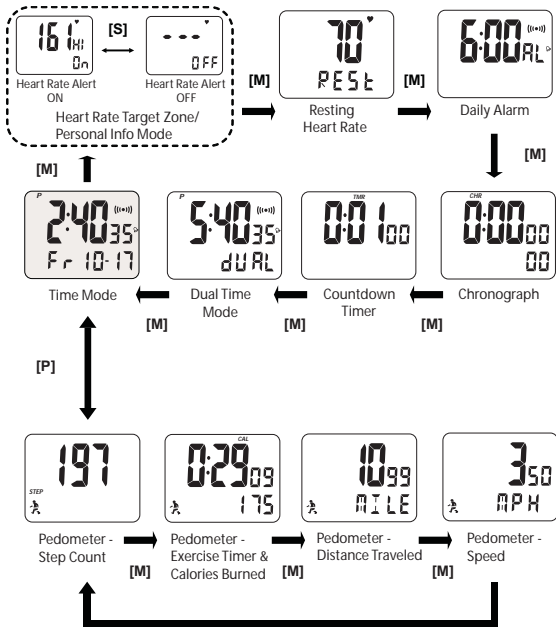 161 HI
On
[S]
- - -
OFF
Heart Rate Alert
ON
Heart Rate Alert
OFF
Heart Rate Target Zone/
Personal Info Mode
[M]
70
REST
Resting
Heart Rate
[M]
6:00 AL
Daily Alarm
[M]
[M]
P
2:40 35
Fr 10-17
Time Mode
P
5:40 35
dUAL
Dual Time
Mode
TMR
0:01 00
Countdown
Timer
CHR
0:00 00
00
Chronograph
[M]
[M]
[M]
[M]
[P]
197
STEP
Pedometer -
Step Count
[M]
CAL
0:29 09
175
Pedometer -
Exercise Timer &
Calories Burned
[M]
10 99
MILE
Pedometer -
Distance Traveled
[M]
3 50
MPH
Pedometer -
Speed